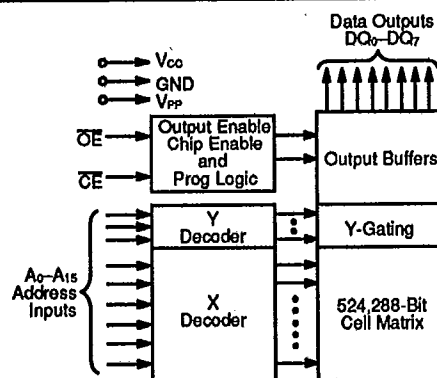 Data Outputs
DQ0–DQ7
VCC
GND
VPP
OE
CE
Output Enable
Chip Enable
and
Prog Logic
Output Buffers
Y
Decoder
Y-Gating
A0–A15
Address
Inputs
X
Decoder
524,288-Bit
Cell Matrix